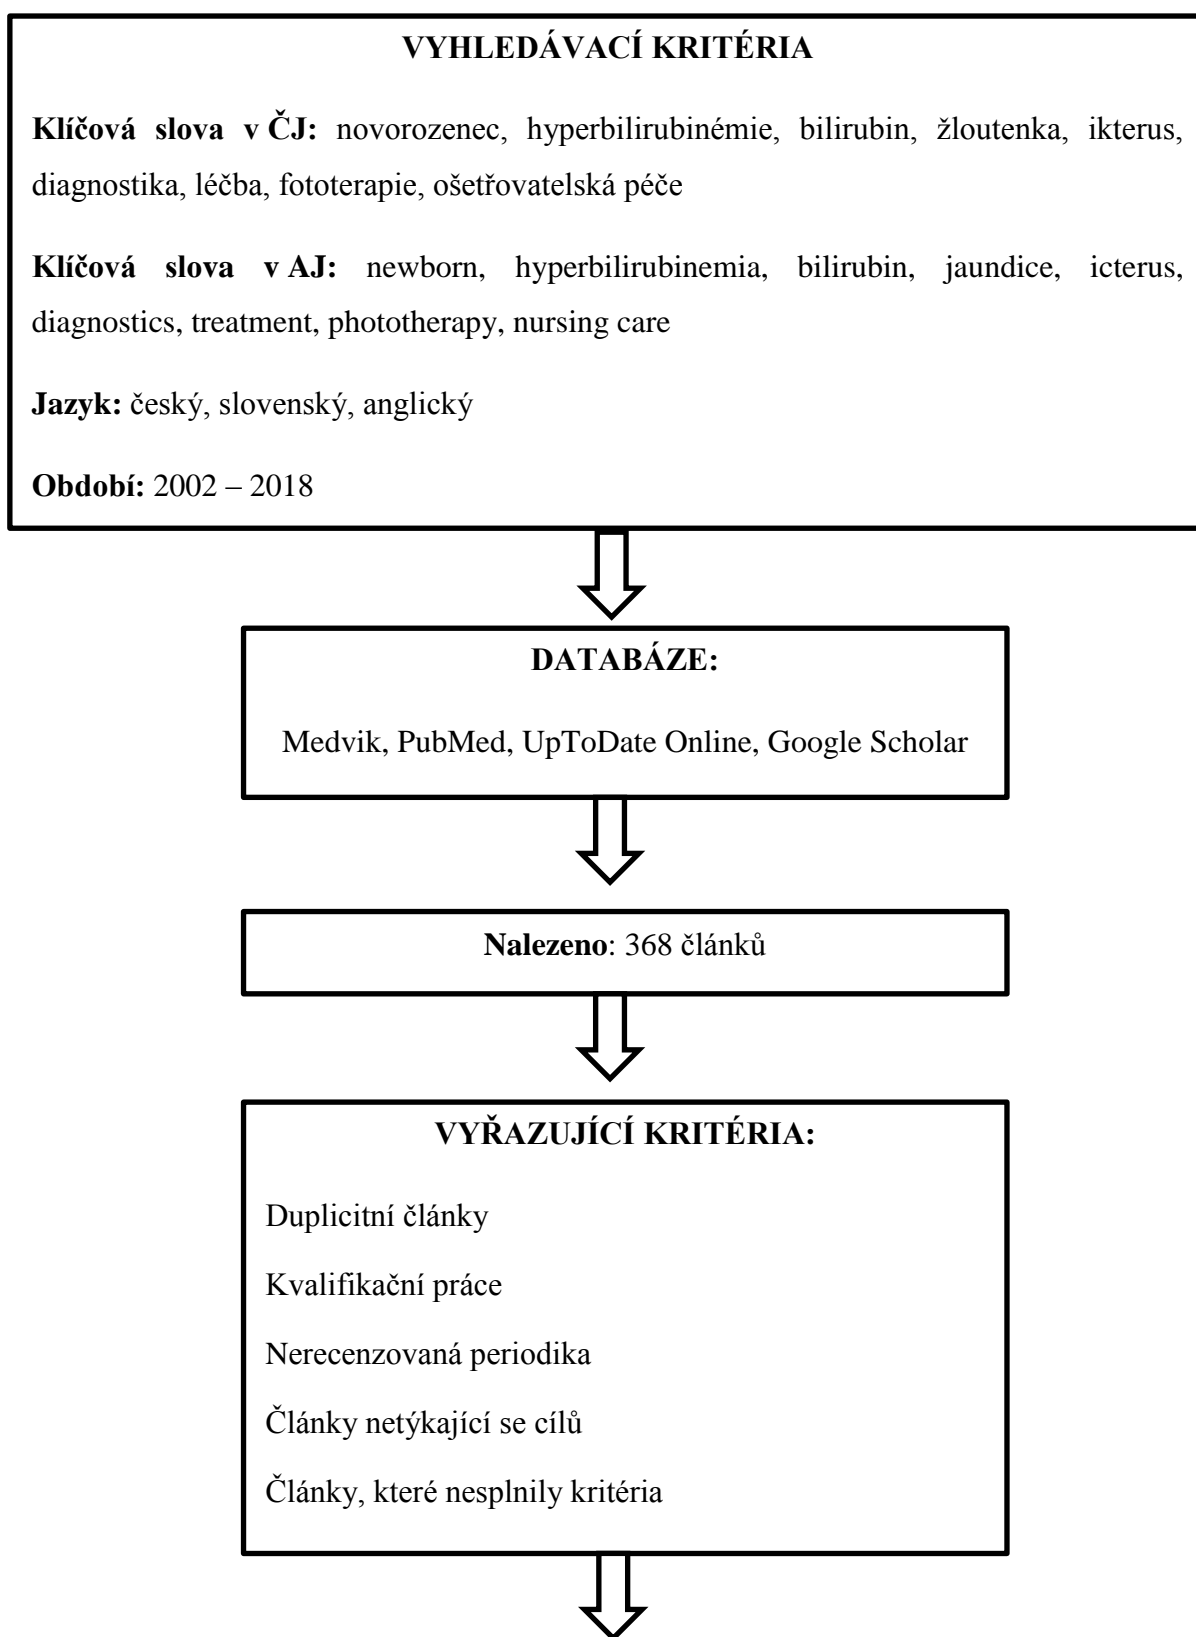 VYHLEDÁVACÍ KRITÉRIA
Klíčová slova v ČJ: novorozenec, hyperbilirubinémie, bilirubin, žloutenka, ikterus,
diagnostika, léčba, fototerapie, ošetřovatelská péče
Klíčová slova v AJ: newborn, hyperbilirubinemia, bilirubin, jaundice, icterus,
diagnostics, treatment, phototherapy, nursing care
Jazyk: český, slovenský, anglický
Období: 2002 – 2018
DATABÁZE:
Medvik, PubMed, UpToDate Online, Google Scholar
Nalezeno: 368 článků
VYŘAZUJÍCÍ KRITÉRIA:
Duplicitní články
Kvalifikační práce
Nerecenzovaná periodika
Články netýkající se cílů
Články, které nesplnily kritéria